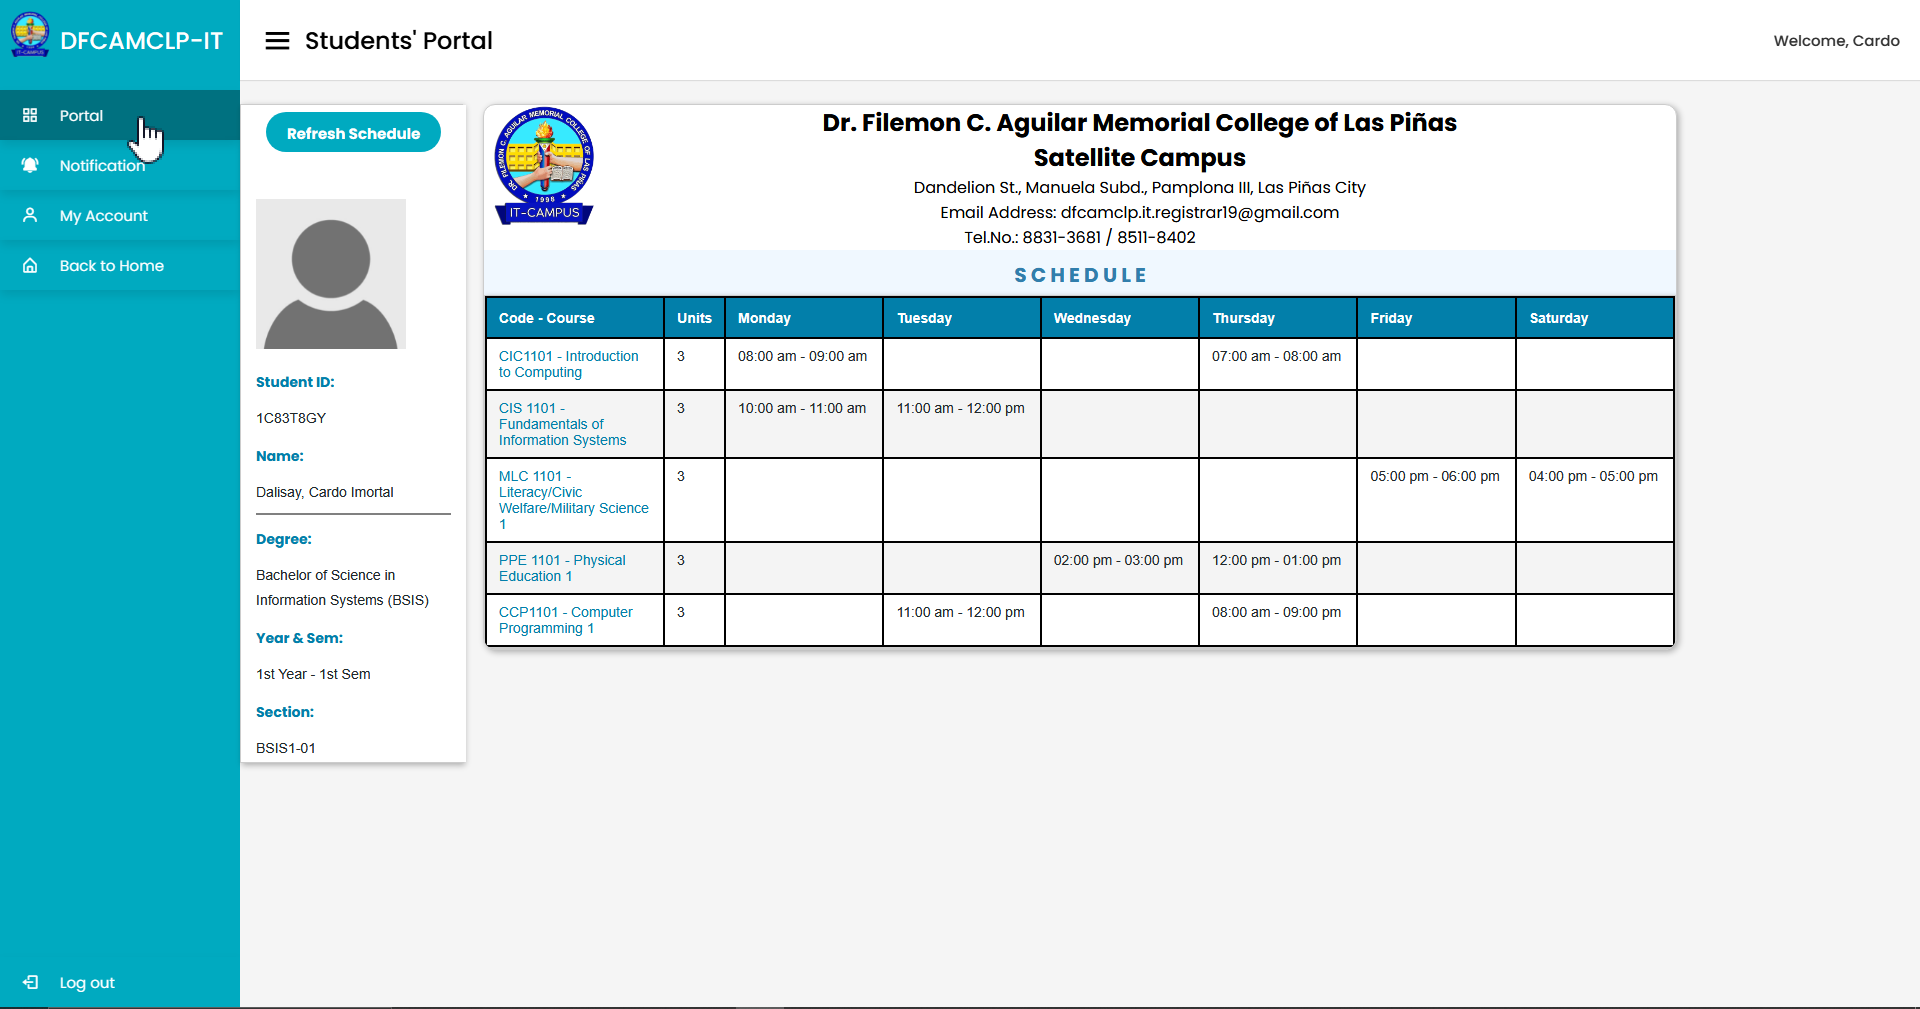 DFCAMCLP-IT
Students' Portal
Welcome, Cardo
Portal
Notification
My Account
Back to Home
Log out
Refresh Schedule
Student ID:
1C83T8GY
Name:
Dalisay, Cardo Imortal
Degree:
Bachelor of Science in
Information Systems (BSIS)
Year & Sem:
1st Year - 1st Sem
Section:
BSIS1-01
DR. FILEMON C. AGUILAR MEMORIAL COLLEGE OF LAS PIÑAS
1998
IT-CAMPUS
Dr. Filemon C. Aguilar Memorial College of Las Piñas
Satellite Campus
Dandelion St., Manuela Subd., Pamplona III, Las Piñas City
Email Address: dfcamclp.it.registrar19@gmail.com
Tel.No.: 8831-3681 / 8511-8402
SCHEDULE
Code - Course Units Monday Tuesday Wednesday Thursday Friday Saturday
CIC1101 - Introduction 3 08:00 am - 09:00 am 07:00 am - 08:00 am
to Computing
CIS 1101 - 3 10:00 am - 11:00 am 11:00 am - 12:00 pm
Fundamentals of
Information Systems
MLC 1101 - 3 05:00 pm - 06:00 pm 04:00 pm - 05:00 pm
Literacy/Civic
Welfare/Military Science
1
PPE 1101 - Physical 3 02:00 pm - 03:00 pm 12:00 pm - 01:00 pm
Education 1
CCP1101 - Computer 3 11:00 am - 12:00 pm 08:00 am - 09:00 pm
Programming 1